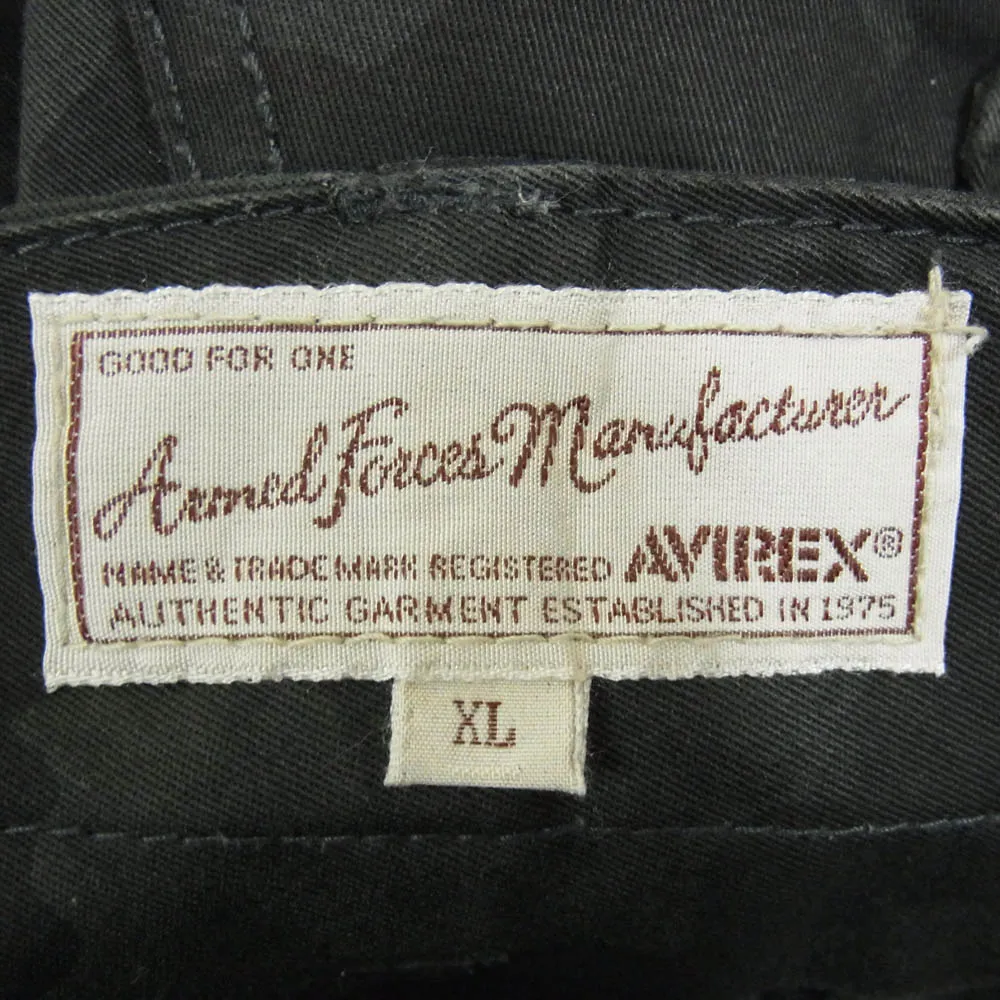 GOOD FOR ONE
Armed Forces Manufacturer
NAME & TRADE MARK REGISTERED AVIREX®
AUTHENTIC GARMENT ESTABLISHED IN 1975
XL